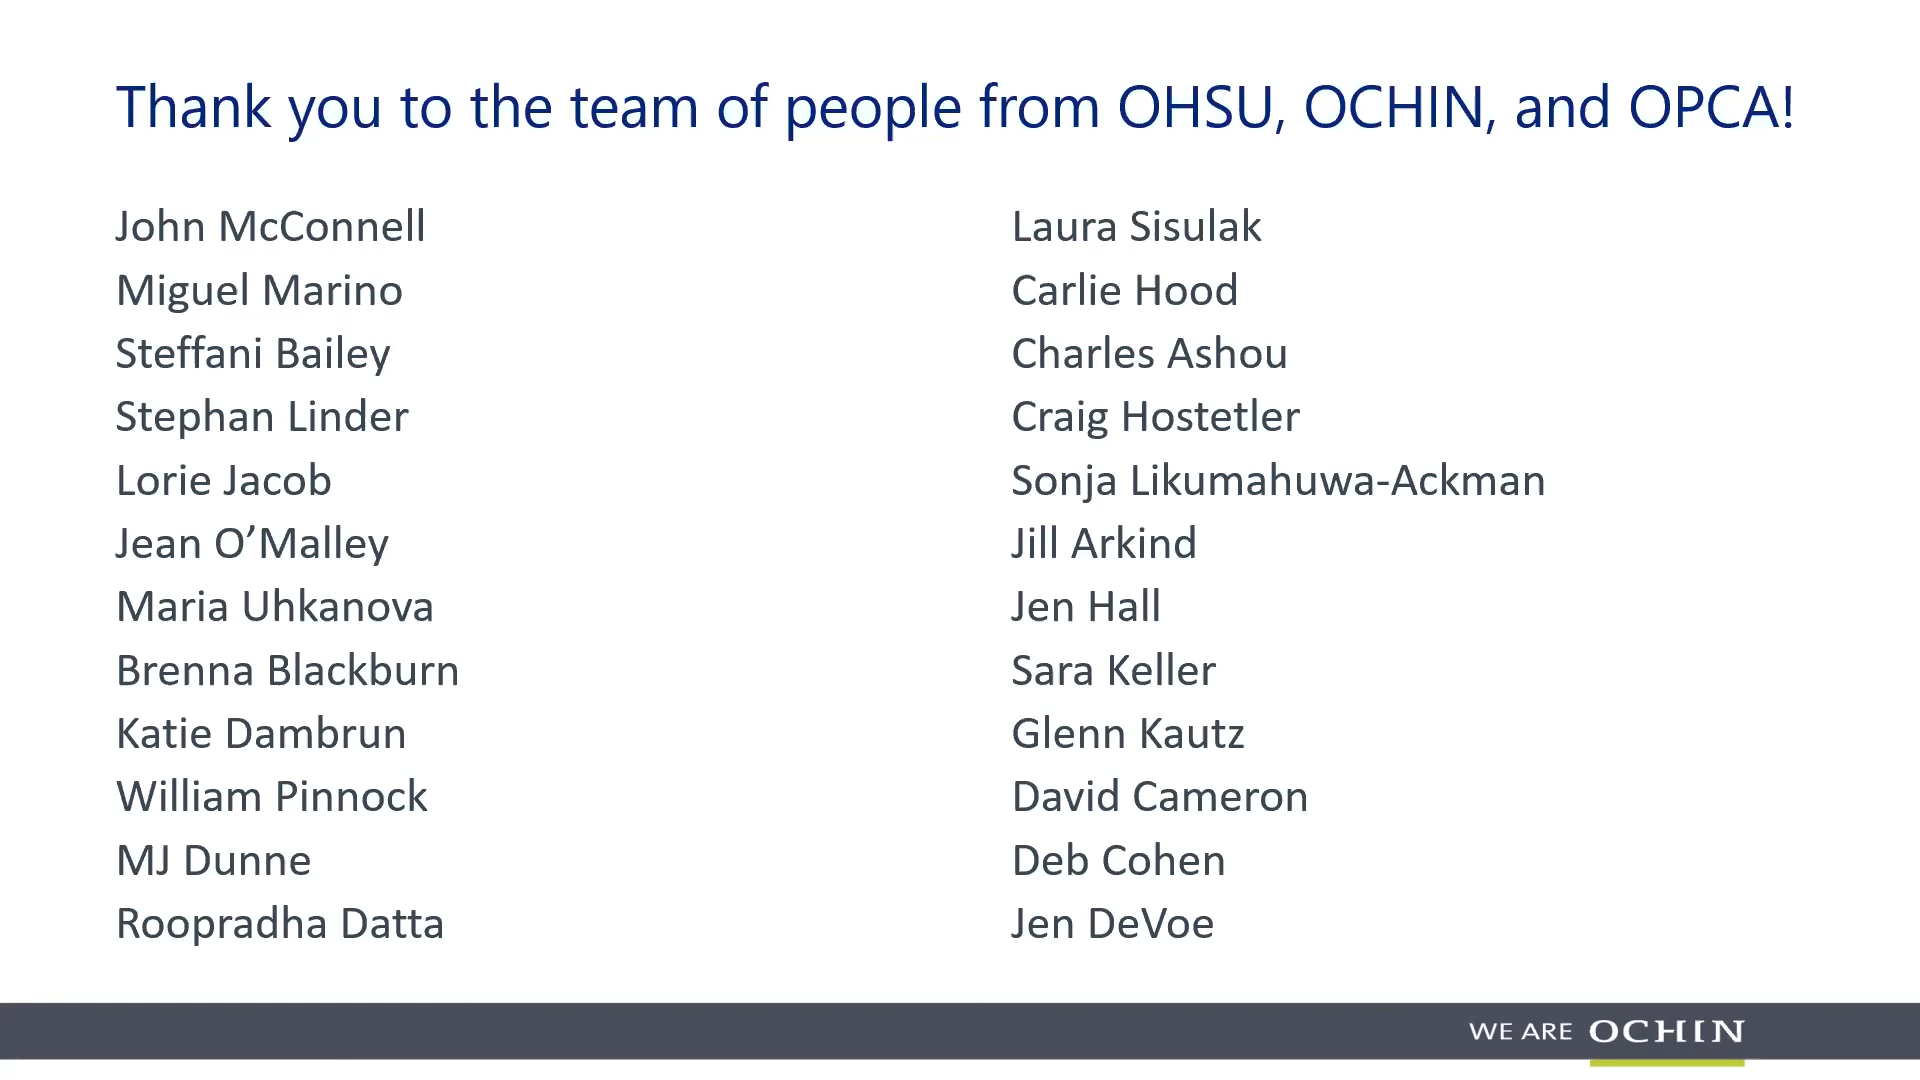 Thank you to the team of people from OHSU, OCHIN, and OPCA!
John McConnell
Miguel Marino
Steffani Bailey
Stephan Linder
Lorie Jacob
Jean O’Malley
Maria Uhkanova
Brenna Blackburn
Katie Dambrun
William Pinnock
MJ Dunne
Roopradha Datta
Laura Sisulak
Carlie Hood
Charles Ashou
Craig Hostetler
Sonja Likumahuwa-Ackman
Jill Arkind
Jen Hall
Sara Keller
Glenn Kautz
David Cameron
Deb Cohen
Jen DeVoe
WE ARE OCHIN